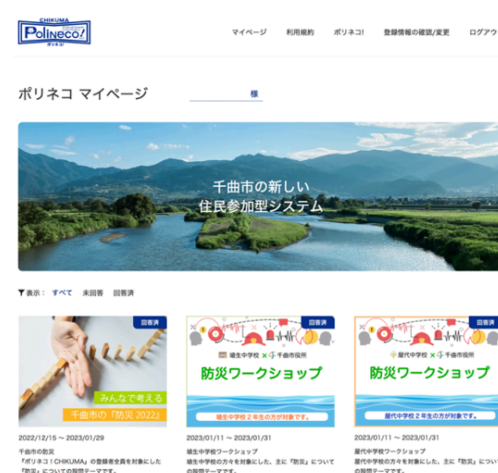 CHIKUMA
Polineco!
ポリネコ!
マイページ 利用規約 ポリネコ! 登録情報の確認/変更 ログアウ
ポリネコ マイページ 様
千曲市の新しい
住民参加型システム
表示: すべて 未回答 回答済
回答済
みんなで考える
千曲市の「防災2022」
2022/12/15 ~ 2023/01/29
千曲市の防災
『ポリネコ!CHIKUMA』の登録者全員を対象にした
『防災』についての設問テーマです。
回答済
埴生中学校 × 千曲市役所
防災ワークショップ
埴生中学校2年生の方が対象です。
2023/01/11 ~ 2023/01/31
埴生中学校ワークショップ
埴生中学校の方々を対象にした、主に『防災』について
の設問テーマです。
回答済
屋代中学校 × 千曲市役所
防災ワークショップ
屋代中学校2年生の方が対象です。
2023/01/11 ~ 2023/01/31
屋代中学校ワークショップ
屋代中学校の方々を対象にした、主に『防災』につい
の設問テーマです。